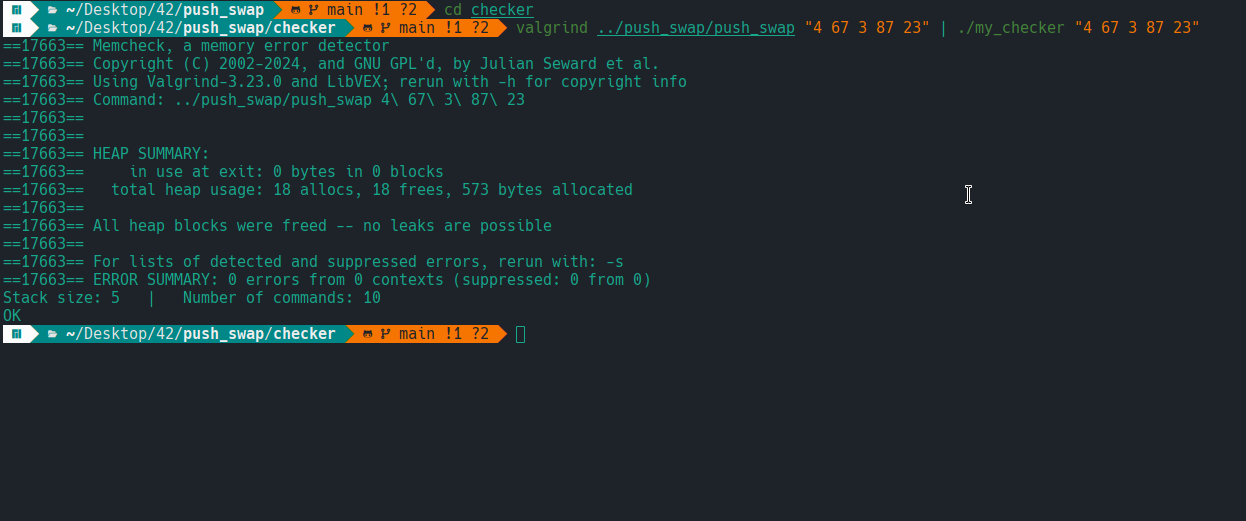 ~/Desktop/42/push_swap main !1 ?2 cd checker
~/Desktop/42/push_swap/checker main !1 ?2 valgrind ../push_swap/push_swap "4 67 3 87 23" | ./my_checker "4 67 3 87 23"
==17663== Memcheck, a memory error detector
==17663== Copyright (C) 2002-2024, and GNU GPL'd, by Julian Seward et al.
==17663== Using Valgrind-3.23.0 and LibVEX; rerun with -h for copyright info
==17663== Command: ../push_swap/push_swap 4\ 67\ 3\ 87\ 23
==17663==
==17663==
==17663== HEAP SUMMARY:
==17663==     in use at exit: 0 bytes in 0 blocks
==17663==   total heap usage: 18 allocs, 18 frees, 573 bytes allocated
==17663==
==17663== All heap blocks were freed -- no leaks are possible
==17663==
==17663== For lists of detected and suppressed errors, rerun with: -s
==17663== ERROR SUMMARY: 0 errors from 0 contexts (suppressed: 0 from 0)
Stack size: 5   |   Number of commands: 10
OK
~/Desktop/42/push_swap/checker main !1 ?2